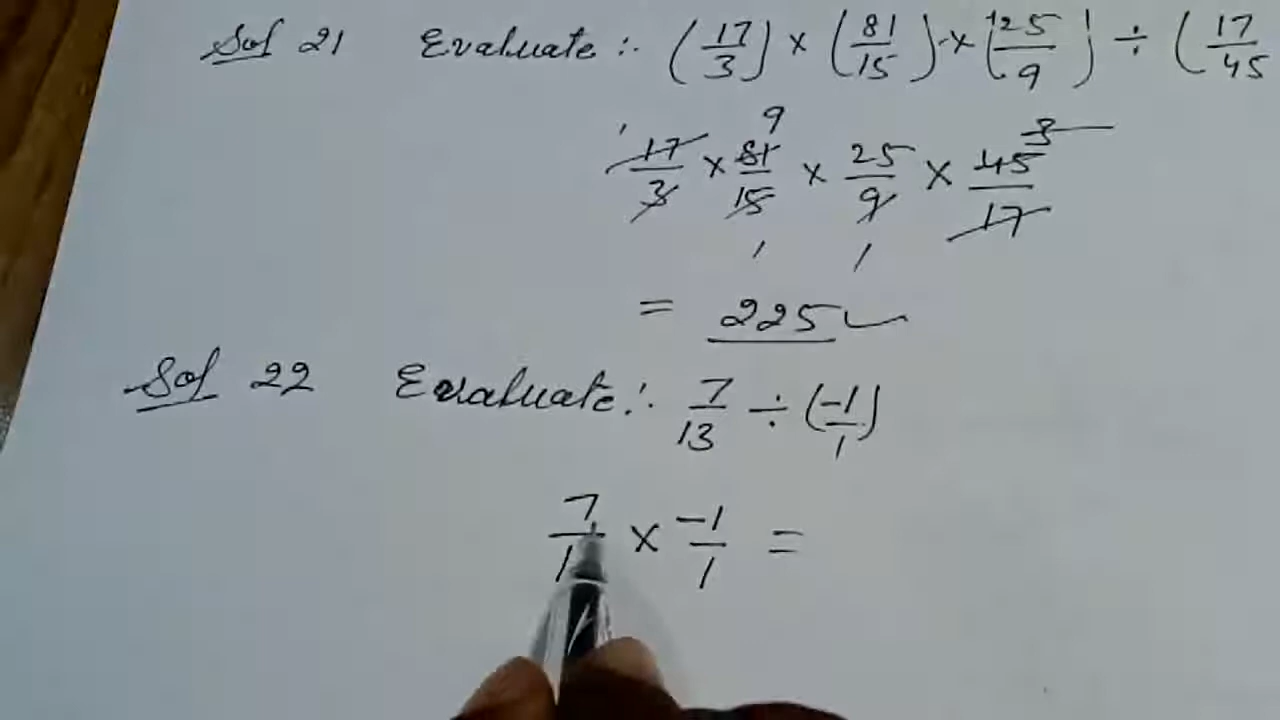 Sol 21 Evaluate :- (17/3) × (81/15) × (25/9) ÷ (17/45
1 9 3
17/3 × 81/15 × 25/9 × 45/17
1 1
= 225
Sol 22 Evaluate :- 7/13 ÷ (-1/1)
7/1 × -1/1 =